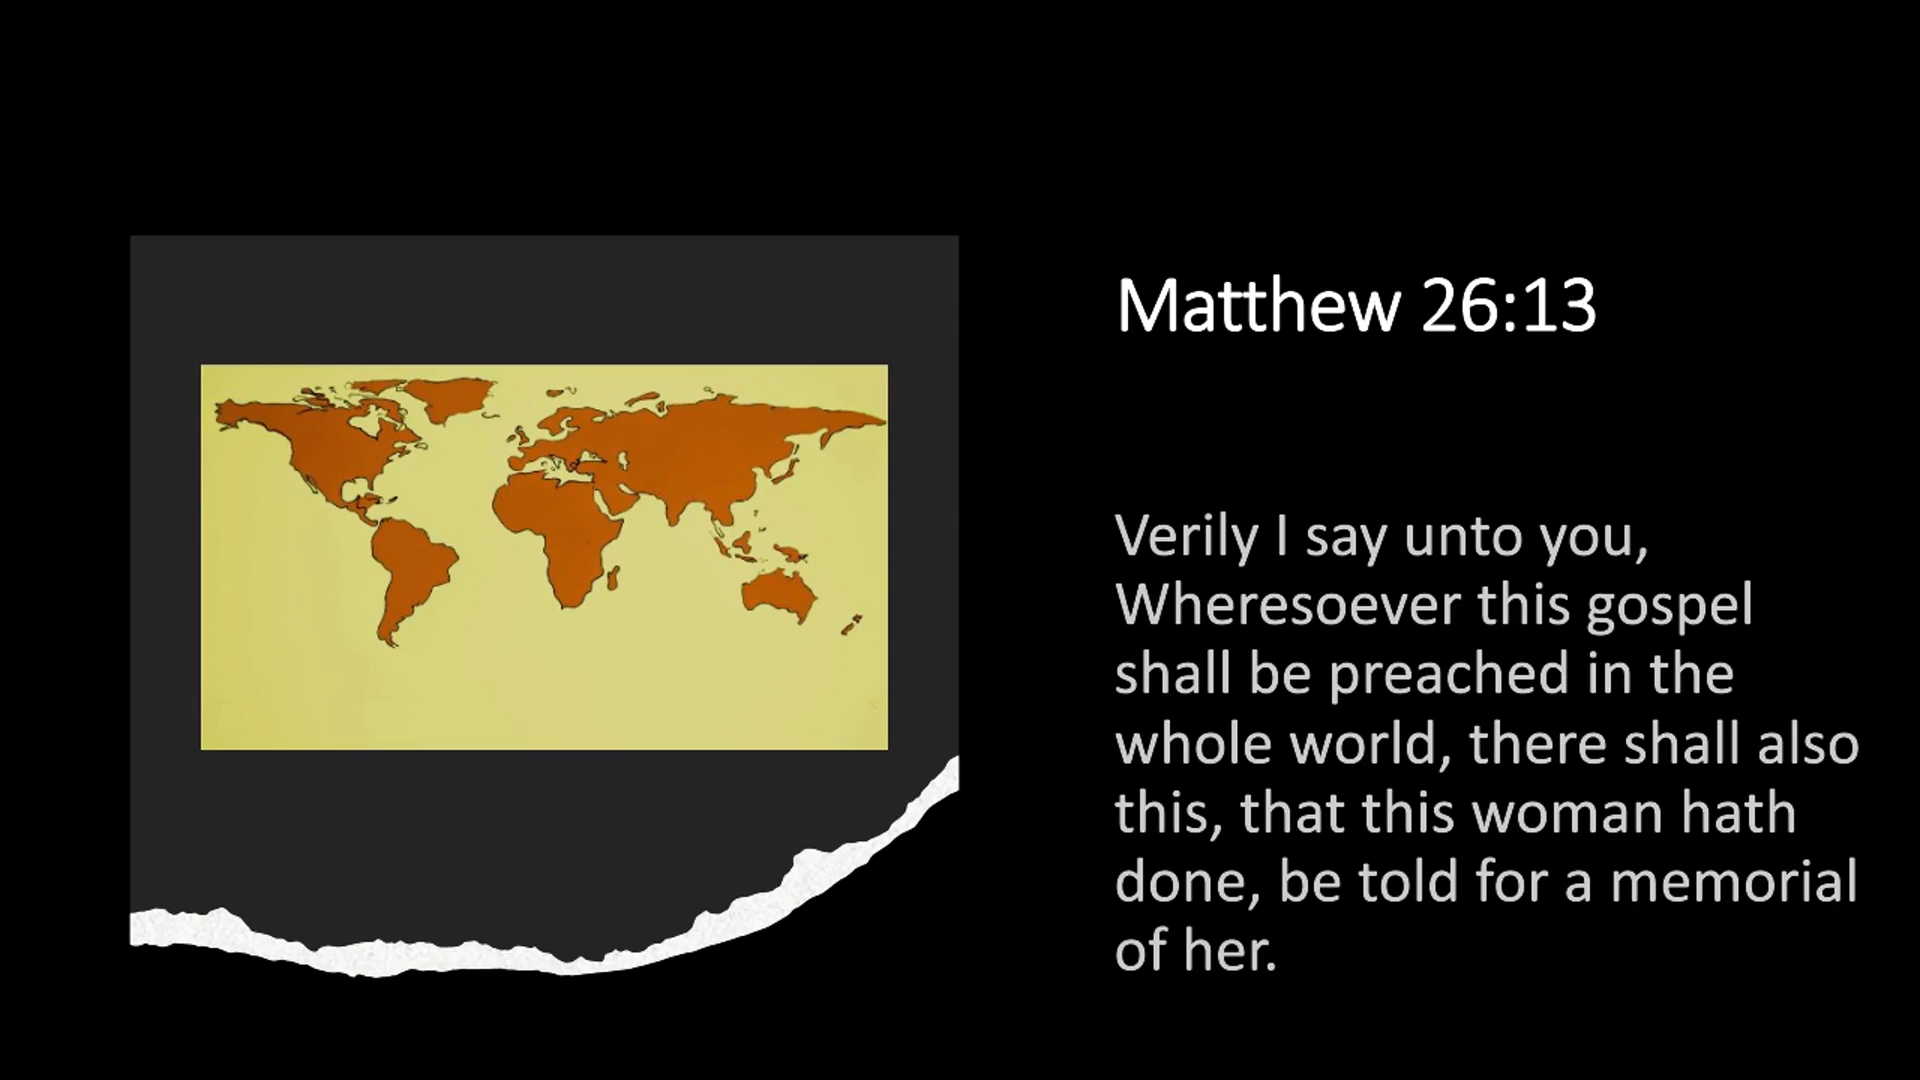 Matthew 26:13
Verily I say unto you,
Wheresoever this gospel
shall be preached in the
whole world, there shall also
this, that this woman hath
done, be told for a memorial
of her.